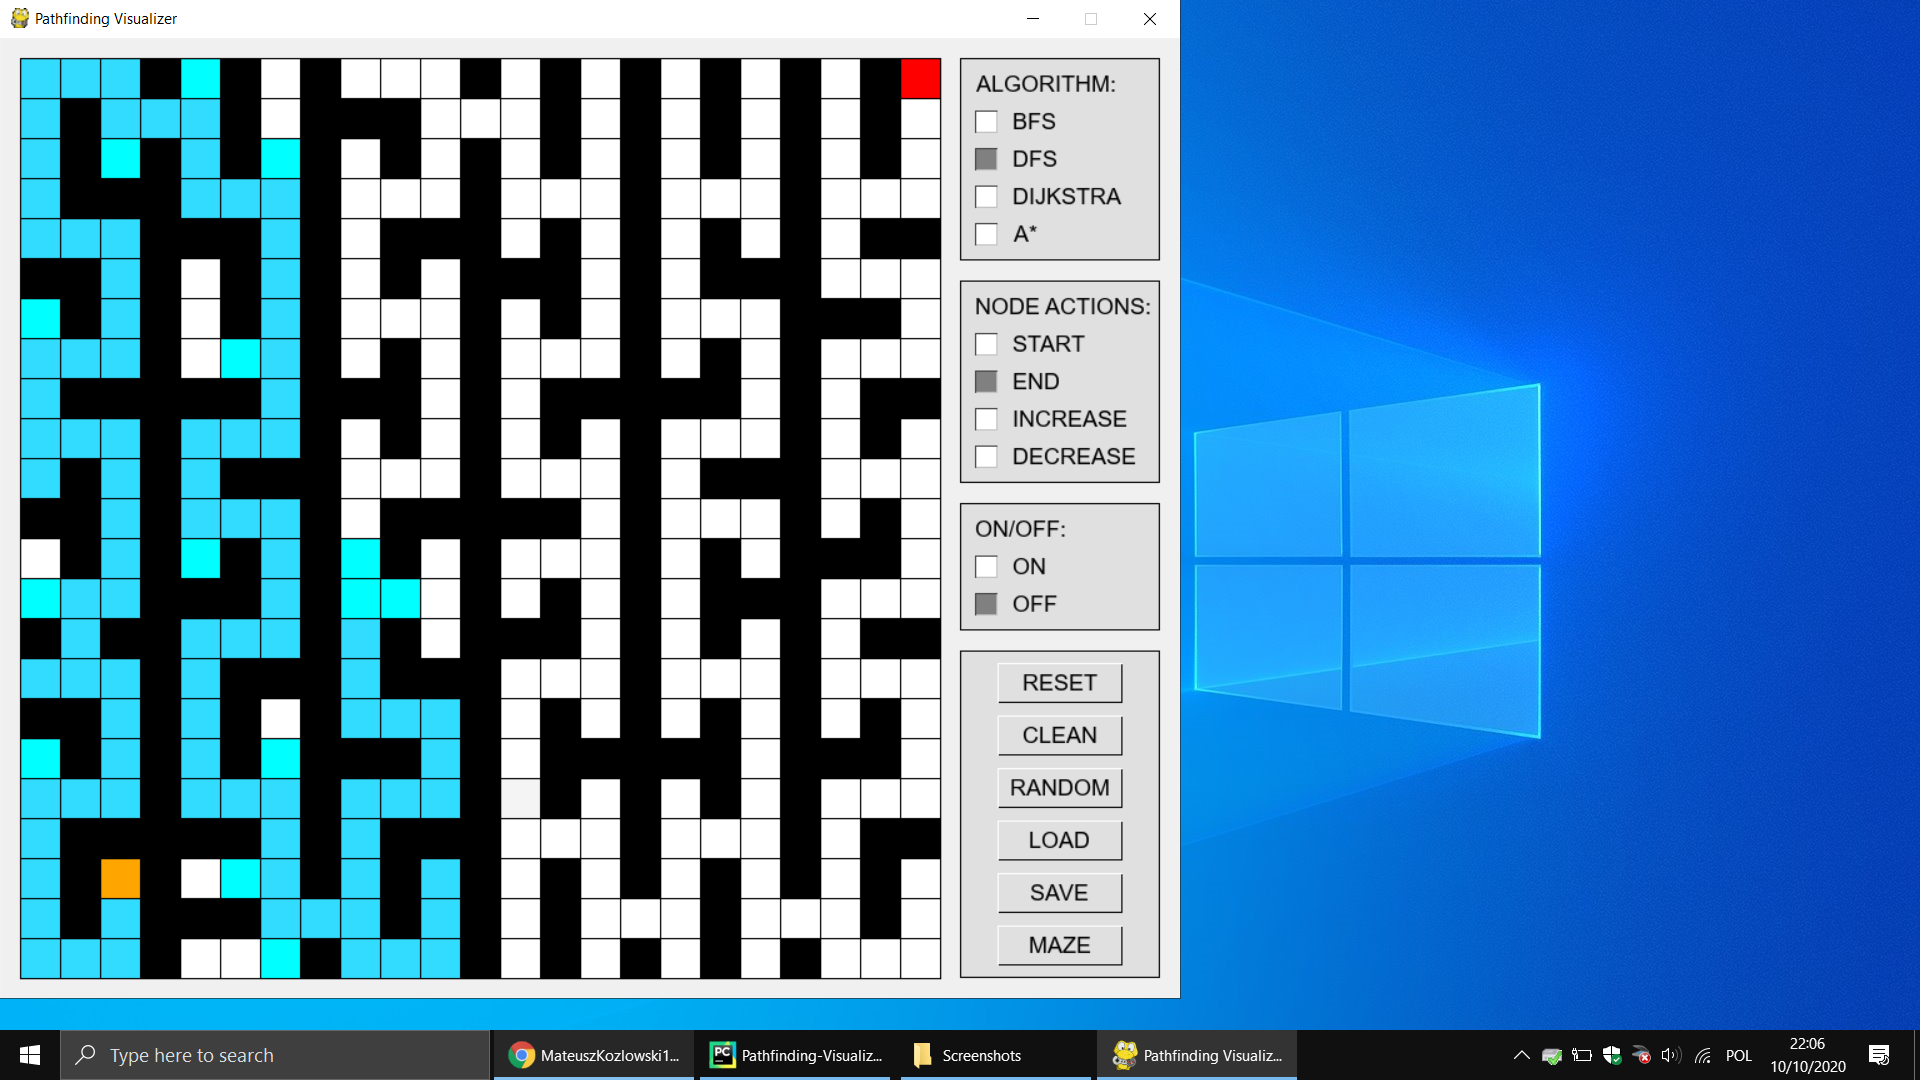 Pathfinding Visualizer
ALGORITHM:
BFS
DFS
DIJKSTRA
A*
NODE ACTIONS:
START
END
INCREASE
DECREASE
ON/OFF:
ON
OFF
RESET
CLEAN
RANDOM
LOAD
SAVE
MAZE
Type here to search
MateuszKozlowski1...
PC
Pathfinding-Visualiz...
Screenshots
Pathfinding Visualiz...
POL
22:06
10/10/2020